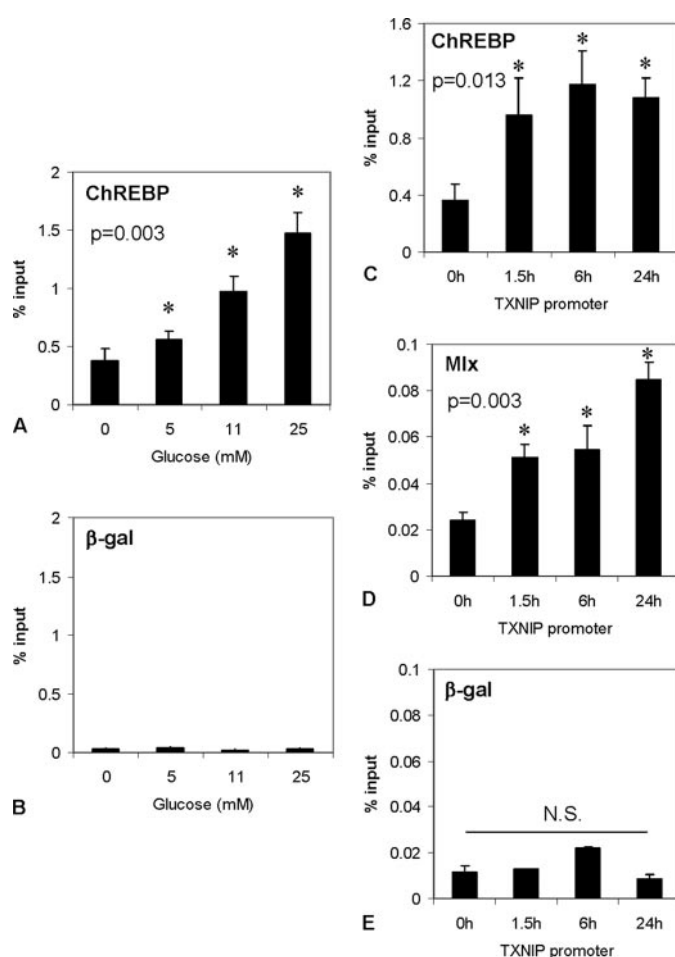 2
ChREBP
p=0.003
*
*
*
1.5
1
0.5
0
% input
0 5 11 25
Glucose (mM)
A
β-gal
2
1.5
1
0.5
0
% input
0 5 11 25
Glucose (mM)
B
1.6
ChREBP
p=0.013
*
*
*
1.2
0.8
0.4
0
% input
0h 1.5h 6h 24h
TXNIP promoter
C
0.1
Mlx
p=0.003
*
*
*
0.08
0.06
0.04
0.02
0
% input
0h 1.5h 6h 24h
TXNIP promoter
D
0.1
β-gal
0.08
0.06
0.04
0.02
0
% input
N.S.
0h 1.5h 6h 24h
TXNIP promoter
E